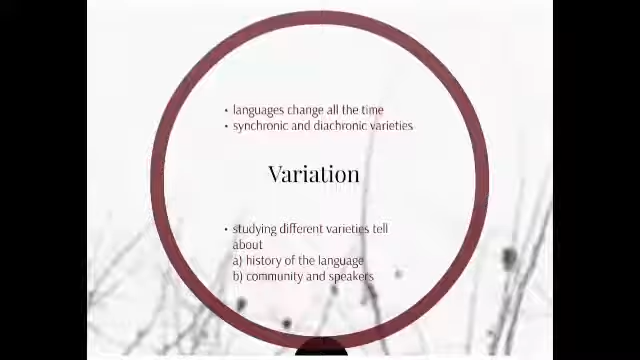 • languages change all the time
• synchronic and diachronic varieties
Variation
• studying different varieties tell
about
a) history of the language
b) community and speakers